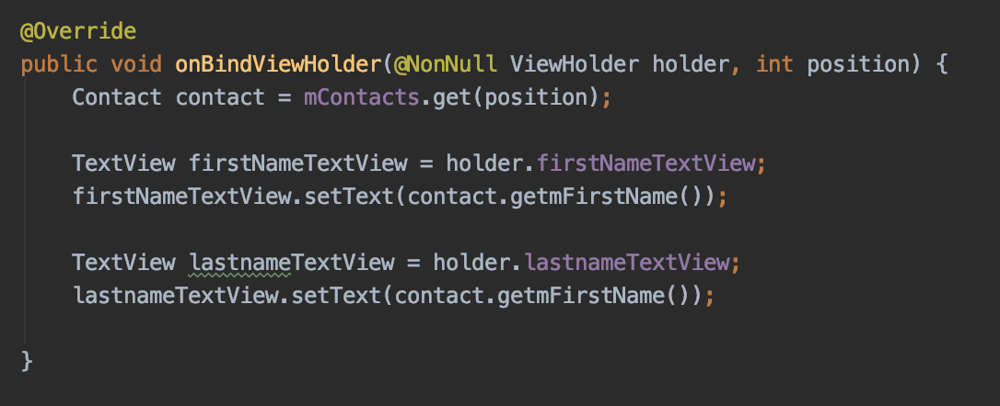 @Override
public void onBindViewHolder(@NonNull ViewHolder holder, int position) {
Contact contact = mContacts.get(position);
TextView firstNameTextView = holder.firstNameTextView;
firstNameTextView.setText(contact.getmFirstName());
TextView lastnameTextView = holder.lastnameTextView;
lastnameTextView.setText(contact.getmFirstName());
}